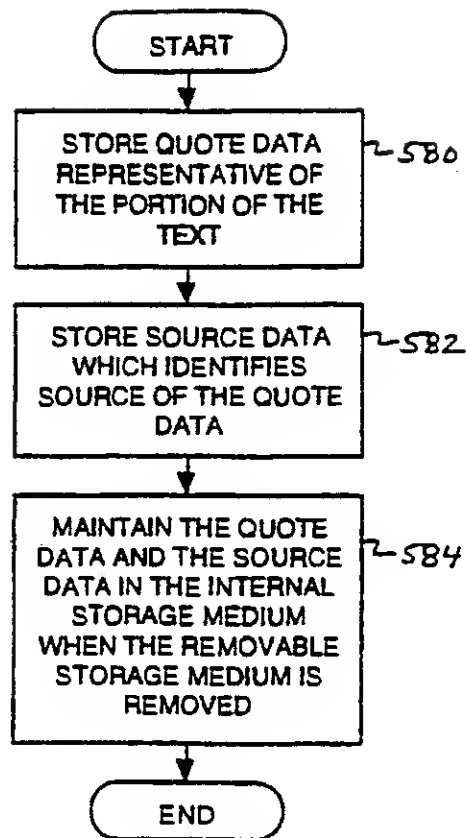 START
STORE QUOTE DATA
REPRESENTATIVE OF
THE PORTION OF THE
TEXT
580
STORE SOURCE DATA
WHICH IDENTIFIES
SOURCE OF THE QUOTE
DATA
582
MAINTAIN THE QUOTE
DATA AND THE SOURCE
DATA IN THE INTERNAL
STORAGE MEDIUM
WHEN THE REMOVABLE
STORAGE MEDIUM IS
REMOVED
584
END